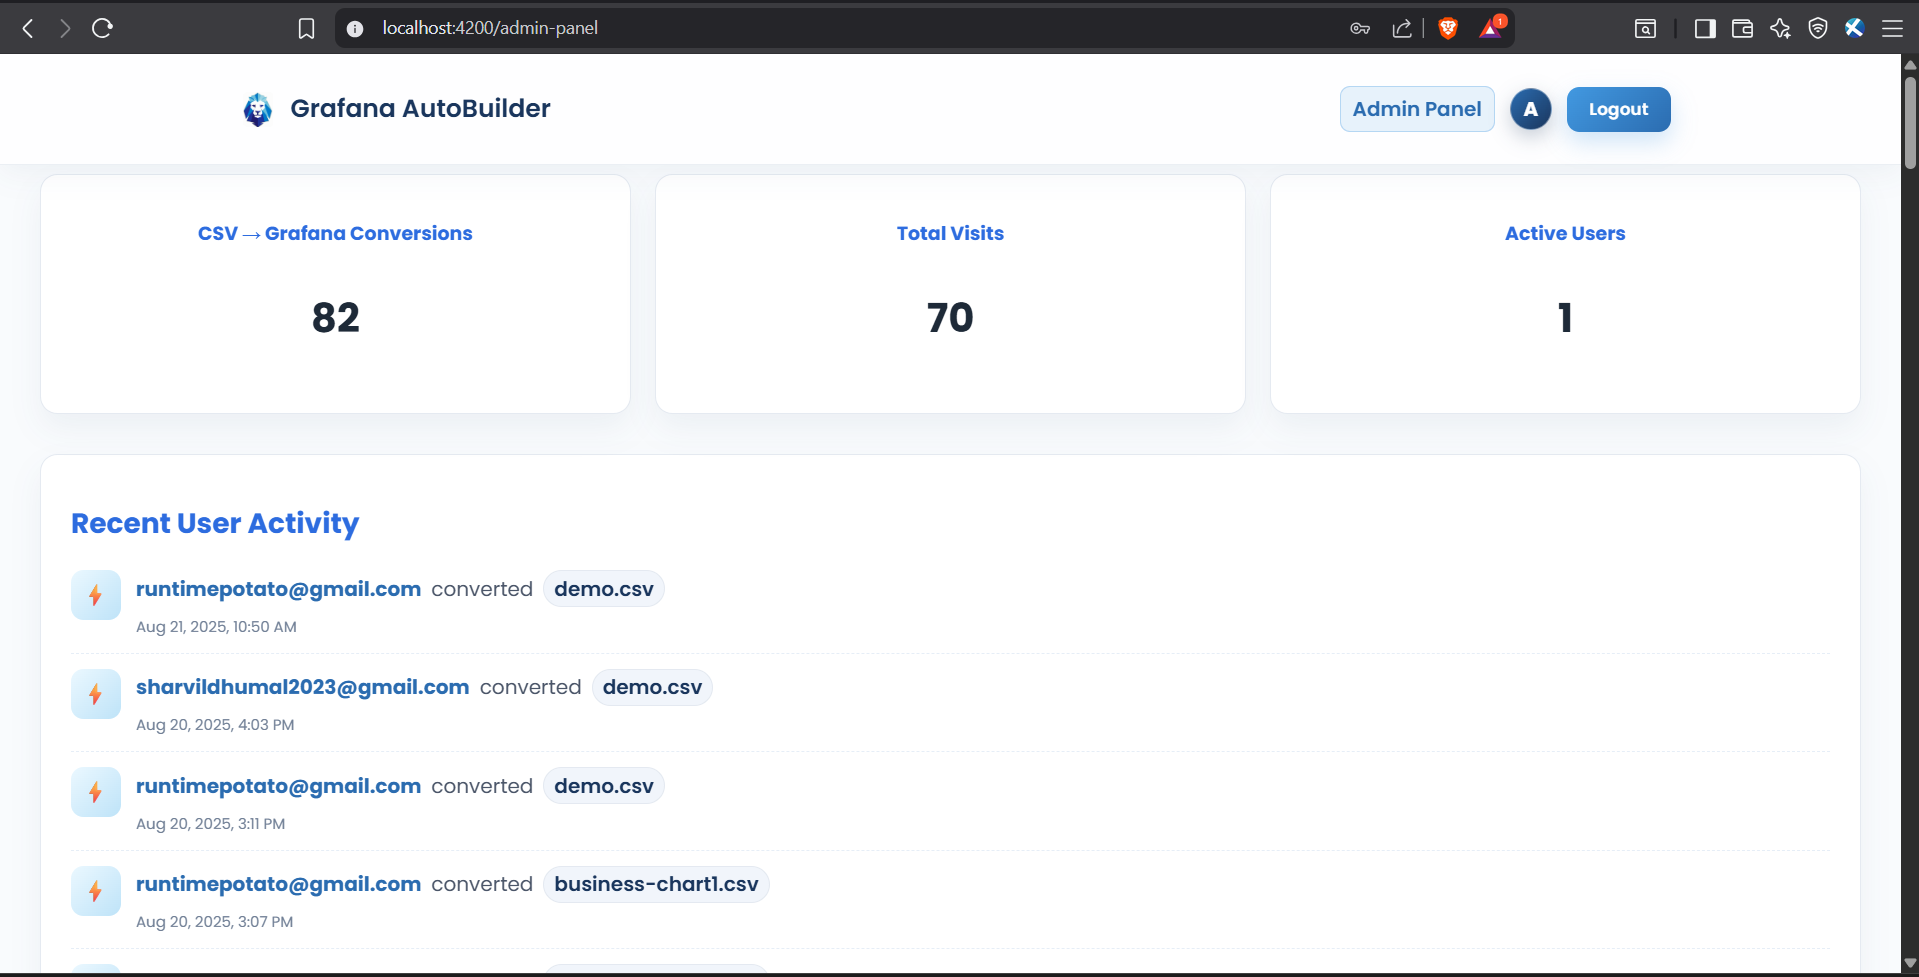 localhost:4200/admin-panel
1
Grafana AutoBuilder
Admin Panel
A
Logout
CSV → Grafana Conversions
82
Total Visits
70
Active Users
1
Recent User Activity
runtimepotato@gmail.com converted demo.csv
Aug 21, 2025, 10:50 AM
sharvildhumal2023@gmail.com converted demo.csv
Aug 20, 2025, 4:03 PM
runtimepotato@gmail.com converted demo.csv
Aug 20, 2025, 3:11 PM
runtimepotato@gmail.com converted business-chart1.csv
Aug 20, 2025, 3:07 PM